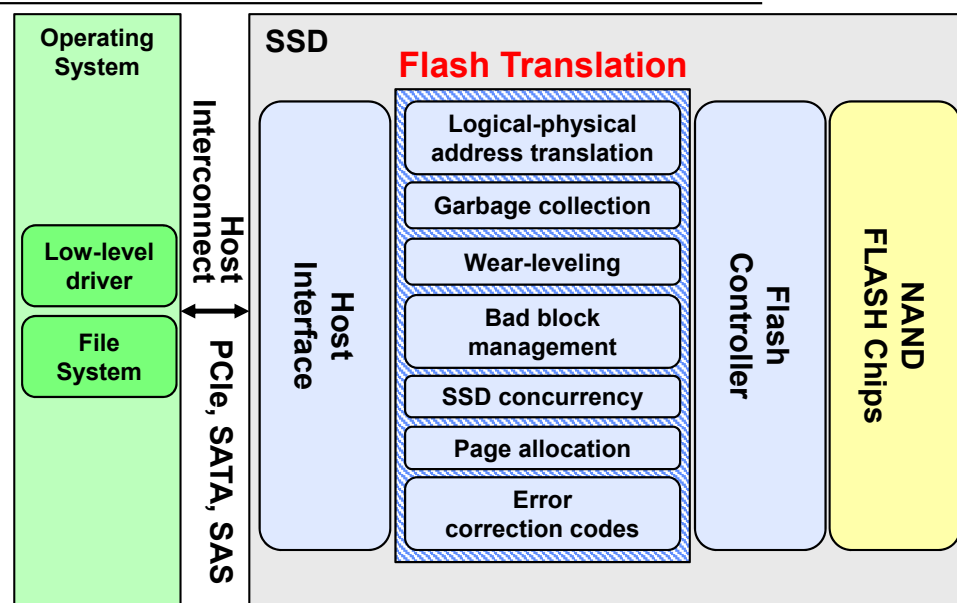 Operating
System
Low-level
driver
File
System
Host
Interconnect
PCIe, SATA, SAS
SSD
Flash Translation
Host
Interface
Logical-physical
address translation
Garbage collection
Wear-leveling
Bad block
management
SSD concurrency
Page allocation
Error
correction codes
Flash
Controller
NAND
FLASH Chips